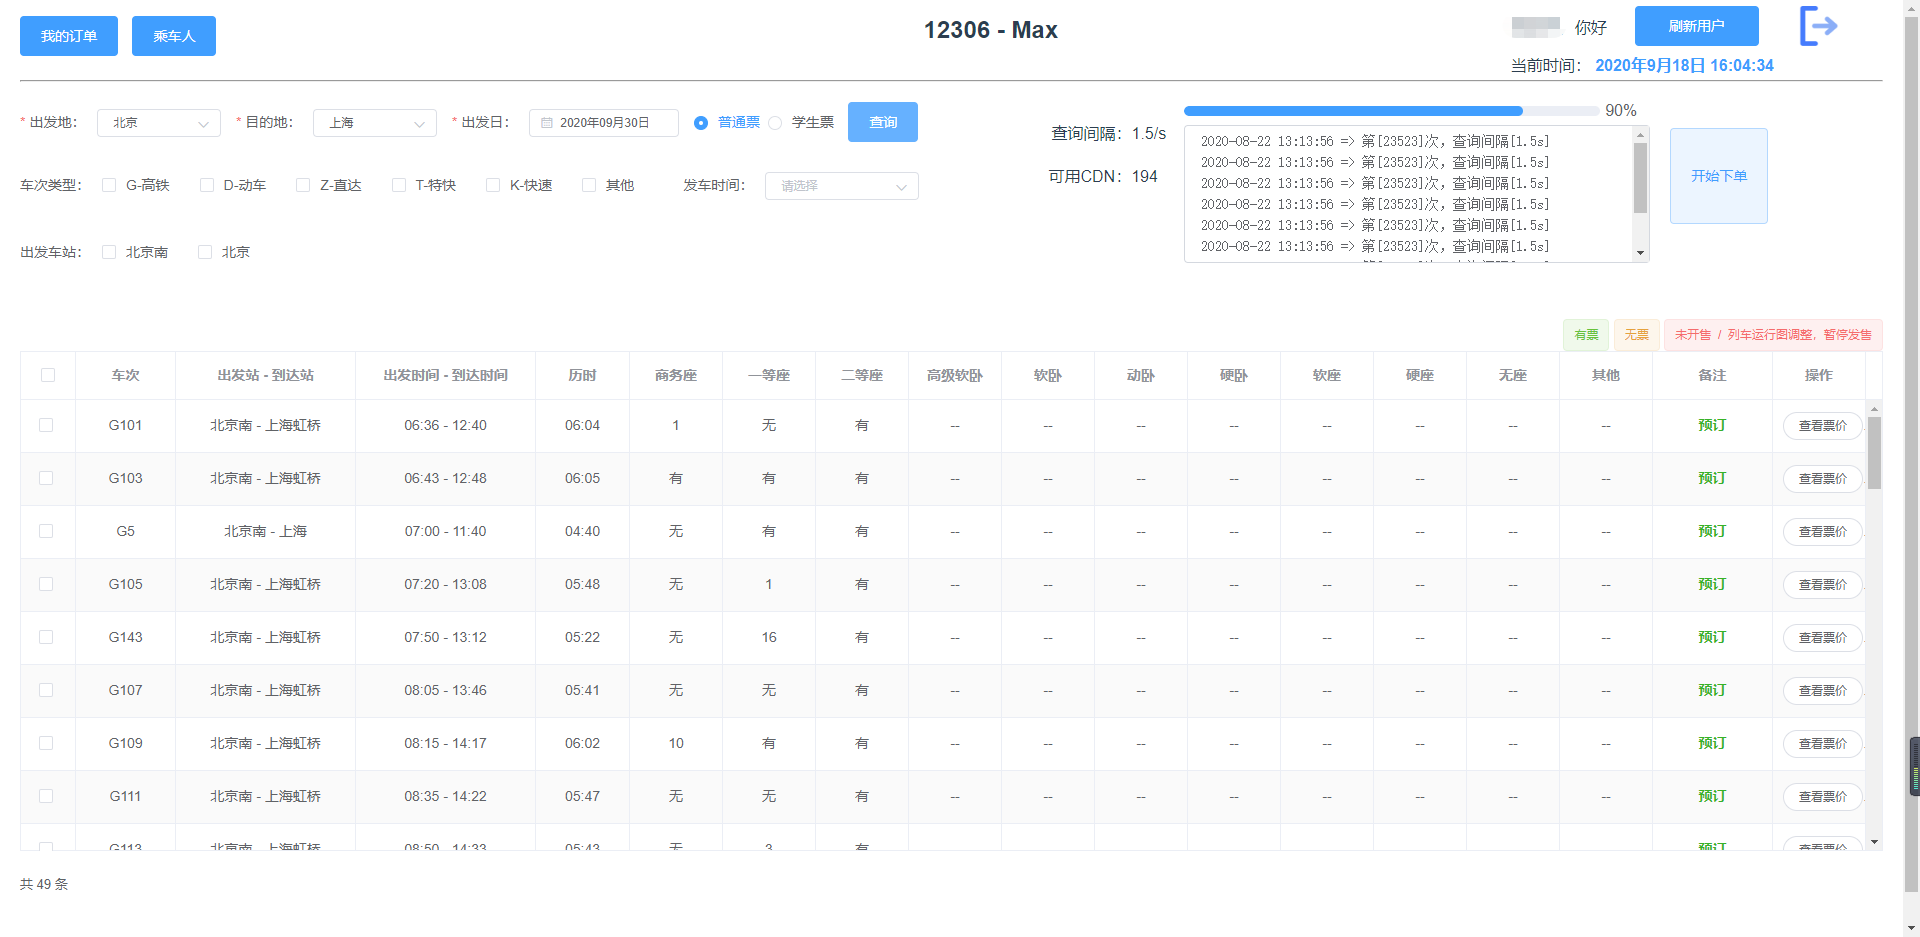 我的订单 乘车人 12306 - Max 你好 刷新用户
当前时间： 2020年9月18日 16:04:34
* 出发地： 北京 * 目的地： 上海 * 出发日： 2020年09月30日 普通票 学生票 查询
90%
查询间隔：1.5/s
可用CDN：194
2020-08-22 13:13:56 => 第[23523]次，查询间隔[1.5s]
2020-08-22 13:13:56 => 第[23523]次，查询间隔[1.5s]
2020-08-22 13:13:56 => 第[23523]次，查询间隔[1.5s]
2020-08-22 13:13:56 => 第[23523]次，查询间隔[1.5s]
2020-08-22 13:13:56 => 第[23523]次，查询间隔[1.5s]
2020-08-22 13:13:56 => 第[23523]次，查询间隔[1.5s]
开始下单
车次类型： G-高铁 D-动车 Z-直达 T-特快 K-快速 其他 发车时间： 请选择
出发车站： 北京南 北京
有票 无票 未开售 / 列车运行图调整，暂停发售
车次 出发站 - 到达站 出发时间 - 到达时间 历时 商务座 一等座 二等座 高级软卧 软卧 动卧 硬卧 软座 硬座 无座 其他 备注 操作
G101 北京南 - 上海虹桥 06:36 - 12:40 06:04 1 无 有 -- -- -- -- -- -- -- -- 预订 查看票价
G103 北京南 - 上海虹桥 06:43 - 12:48 06:05 有 有 有 -- -- -- -- -- -- -- -- 预订 查看票价
G5 北京南 - 上海 07:00 - 11:40 04:40 无 有 有 -- -- -- -- -- -- -- -- 预订 查看票价
G105 北京南 - 上海虹桥 07:20 - 13:08 05:48 无 1 有 -- -- -- -- -- -- -- -- 预订 查看票价
G143 北京南 - 上海虹桥 07:50 - 13:12 05:22 无 16 有 -- -- -- -- -- -- -- -- 预订 查看票价
G107 北京南 - 上海虹桥 08:05 - 13:46 05:41 无 无 有 -- -- -- -- -- -- -- -- 预订 查看票价
G109 北京南 - 上海虹桥 08:15 - 14:17 06:02 10 有 有 -- -- -- -- -- -- -- -- 预订 查看票价
G111 北京南 - 上海虹桥 08:35 - 14:22 05:47 无 无 有 -- -- -- -- -- -- -- -- 预订 查看票价
G113 北京南 - 上海虹桥 08:50 - 14:33 05:43 无 3 有 预订 查看票价
共 49 条